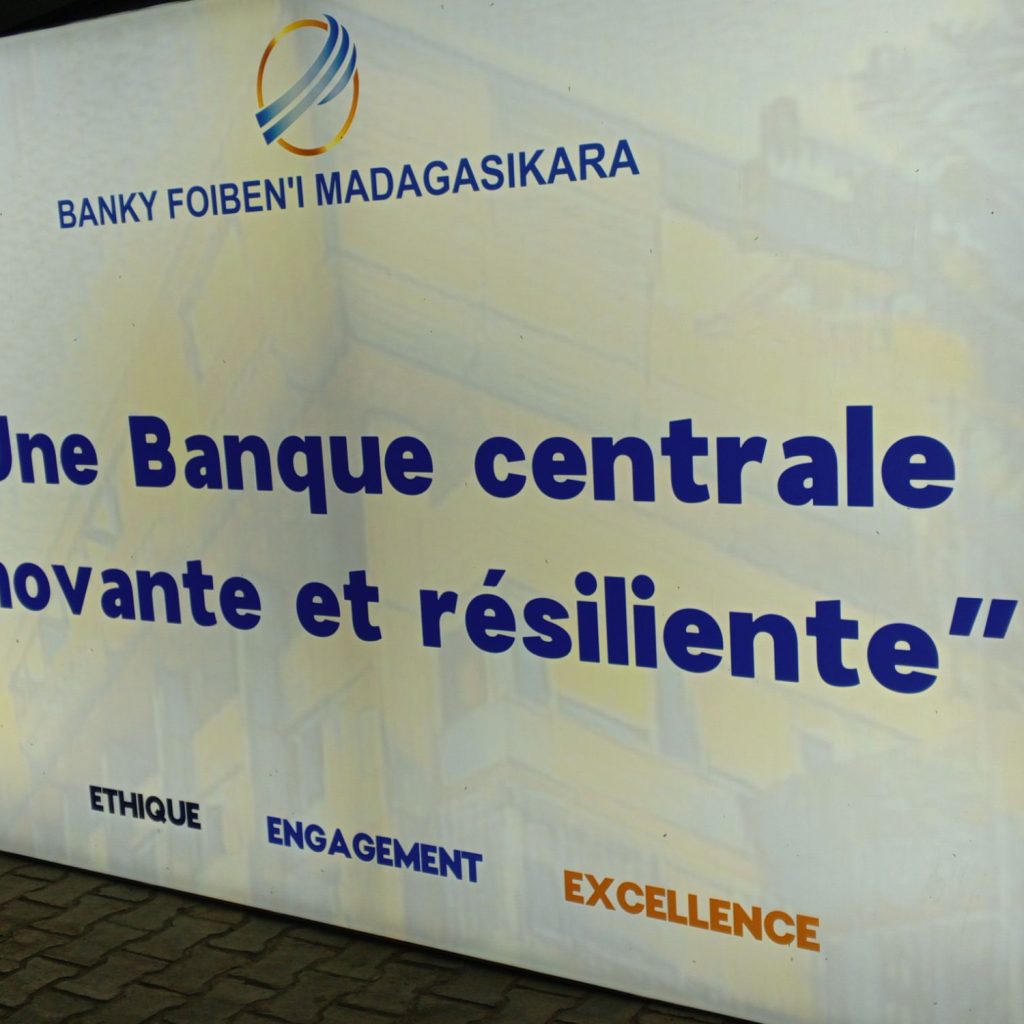 BANKY FOIBEN'I MADAGASIKARA
Une Banque centrale
novante et résiliente”
ETHIQUE
ENGAGEMENT
EXCELLENCE